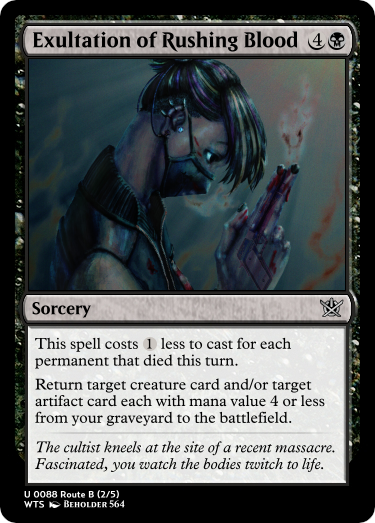 Exultation of Rushing Blood 4
Sorcery
This spell costs 1 less to cast for each
permanent that died this turn.
Return target creature card and/or target
artifact card each with mana value 4 or less
from your graveyard to the battlefield.
The cultist kneels at the site of a recent massacre.
Fascinated, you watch the bodies twitch to life.
U 0088 Route B (2/5)
WTS Beholder 564